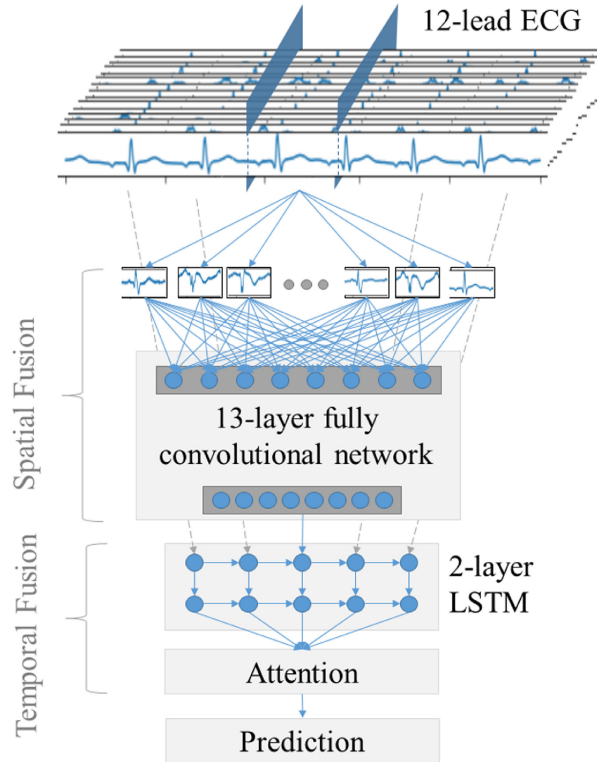 12-lead ECG
Spatial Fusion
13-layer fully
convolutional network
Temporal Fusion
2-layer
LSTM
Attention
Prediction